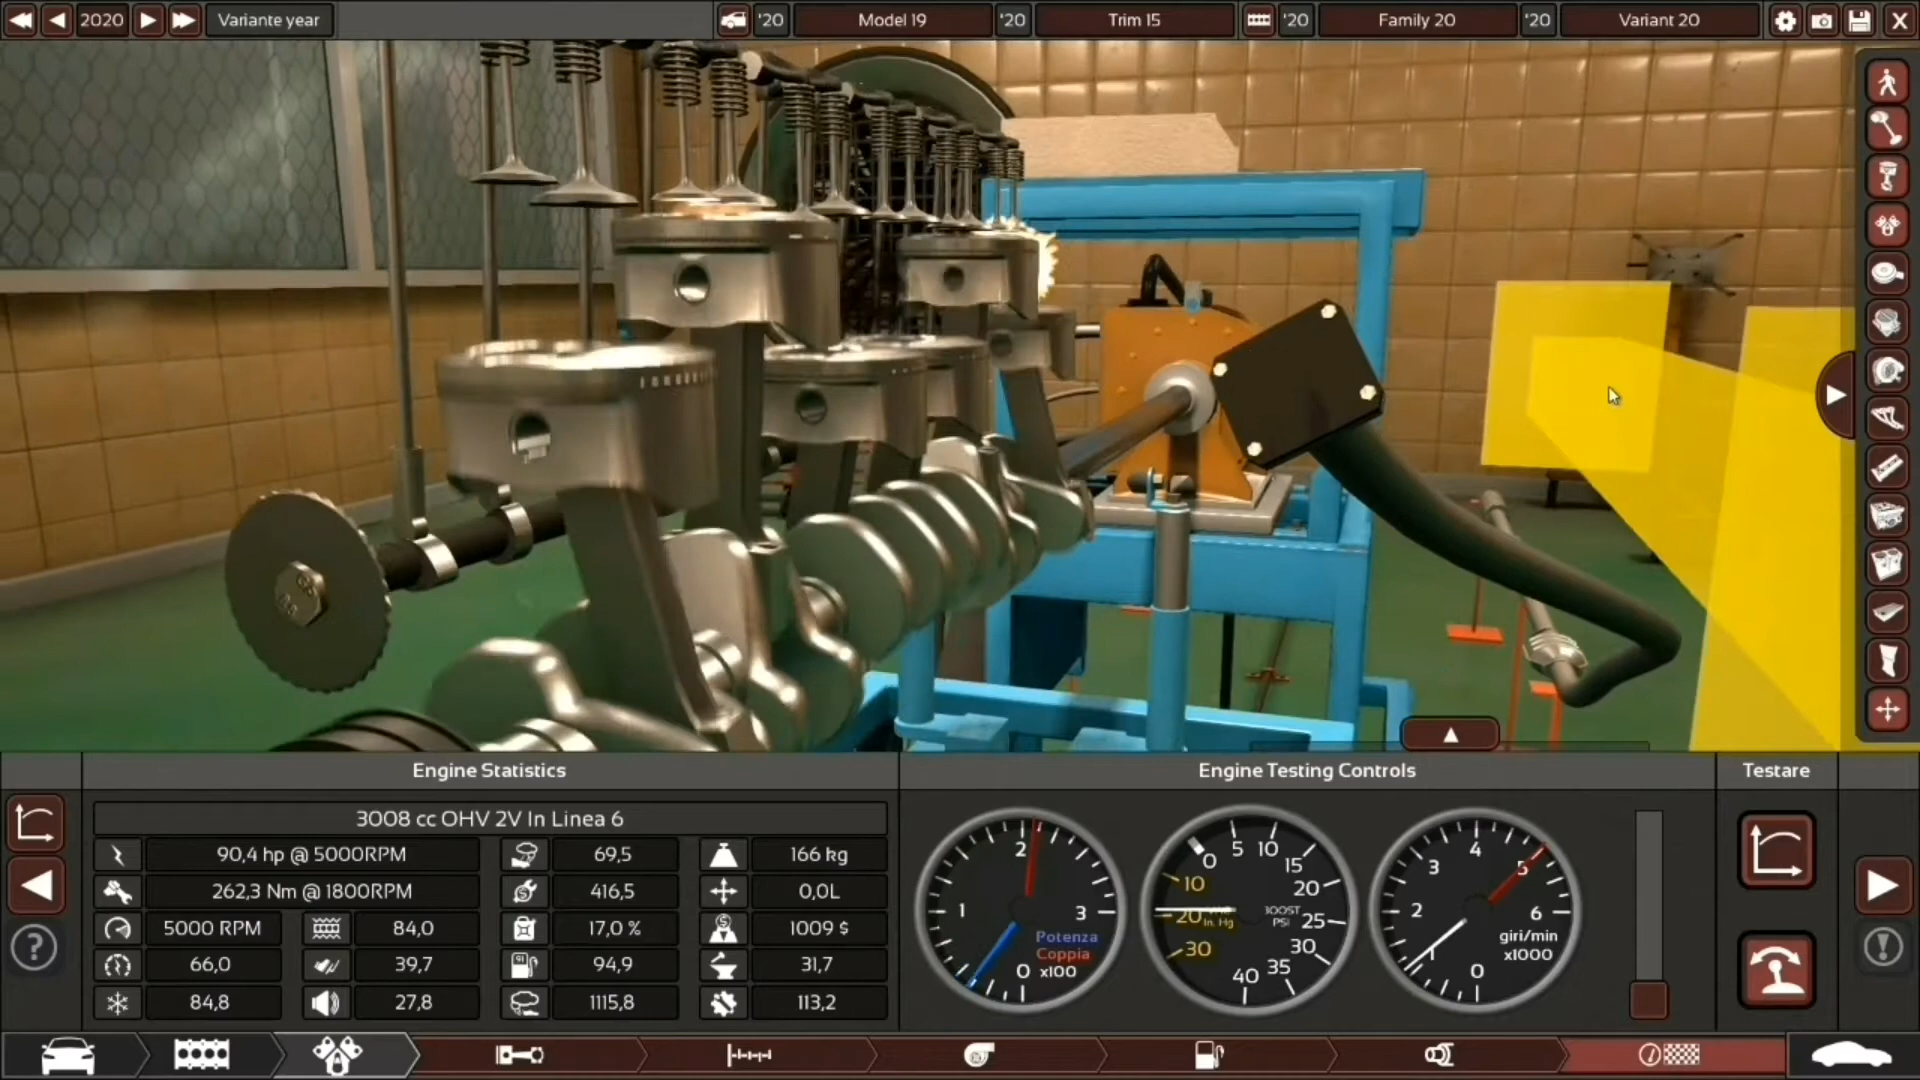 2020 Variante year '20 Model 19 '20 Trim 15 '20 Family 20 '20 Variant 20
Engine Statistics
3008 cc OHV 2V In Linea 6
90,4 hp @ 5000RPM 69,5 166 kg
262,3 Nm @ 1800RPM 416,5 0,0L
5000 RPM 84,0 17,0 % 1009 $
66,0 39,7 94,9 31,7
84,8 27,8 1115,8 113,2
Engine Testing Controls
1 2 3 0
Potenza
Coppia
x100
0 5 10 15 20 25 30 35 40
10 20 30
In. Hg
BOOST
PSI
0 1 2 3 4 5 6
giri/min
x1000
Testare